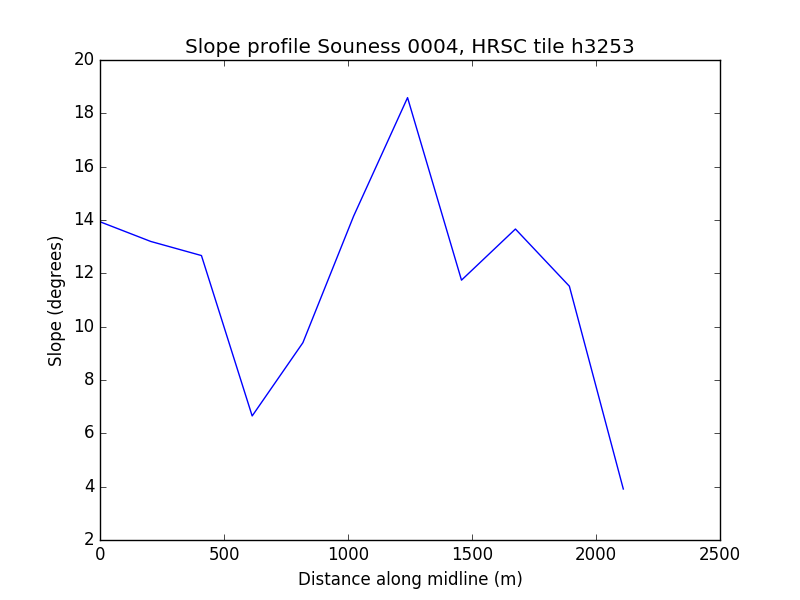 Slope profile Souness 0004, HRSC tile h3253
20
18
16
14
12
10
8
6
4
2
Slope (degrees)
0 500 1000 1500 2000 2500
Distance along midline (m)